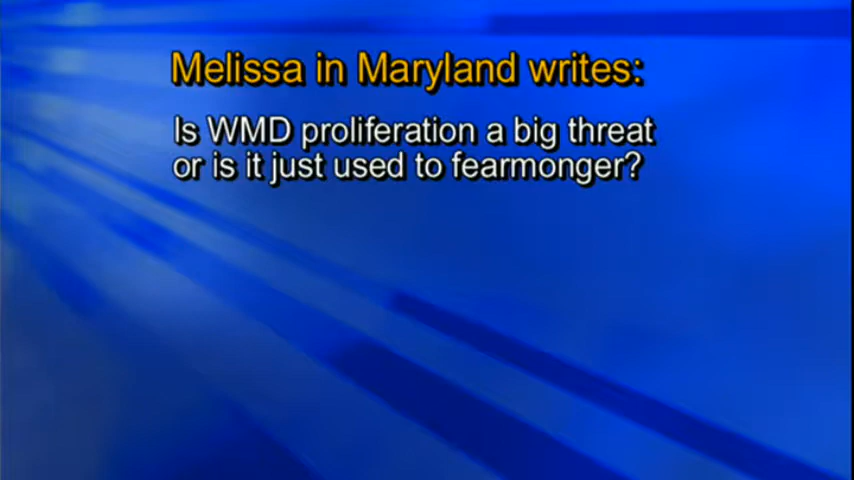 Melissa in Maryland writes:
Is WMD proliferation a big threat
or is it just used to fearmonger?